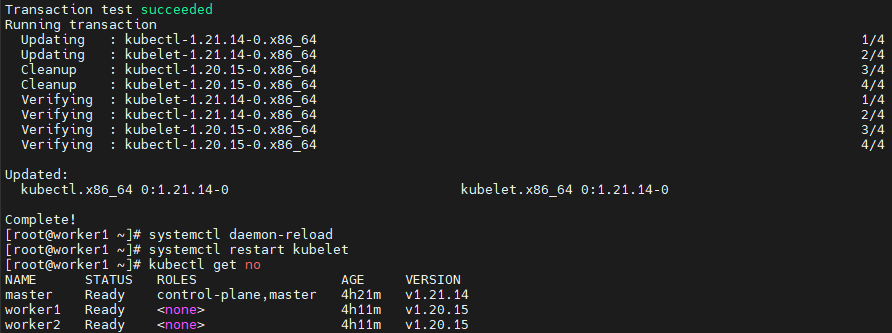 Transaction test succeeded
Running transaction
  Updating   : kubectl-1.21.14-0.x86_64 1/4
  Updating   : kubelet-1.21.14-0.x86_64 2/4
  Cleanup    : kubectl-1.20.15-0.x86_64 3/4
  Cleanup    : kubelet-1.20.15-0.x86_64 4/4
  Verifying  : kubelet-1.21.14-0.x86_64 1/4
  Verifying  : kubectl-1.21.14-0.x86_64 2/4
  Verifying  : kubelet-1.20.15-0.x86_64 3/4
  Verifying  : kubectl-1.20.15-0.x86_64 4/4
Updated:
  kubectl.x86_64 0:1.21.14-0 kubelet.x86_64 0:1.21.14-0
Complete!
[root@worker1 ~]# systemctl daemon-reload
[root@worker1 ~]# systemctl restart kubelet
[root@worker1 ~]# kubectl get no
NAME      STATUS   ROLES                  AGE     VERSION
master    Ready    control-plane,master   4h21m   v1.21.14
worker1   Ready    <none>                 4h11m   v1.20.15
worker2   Ready    <none>                 4h11m   v1.20.15